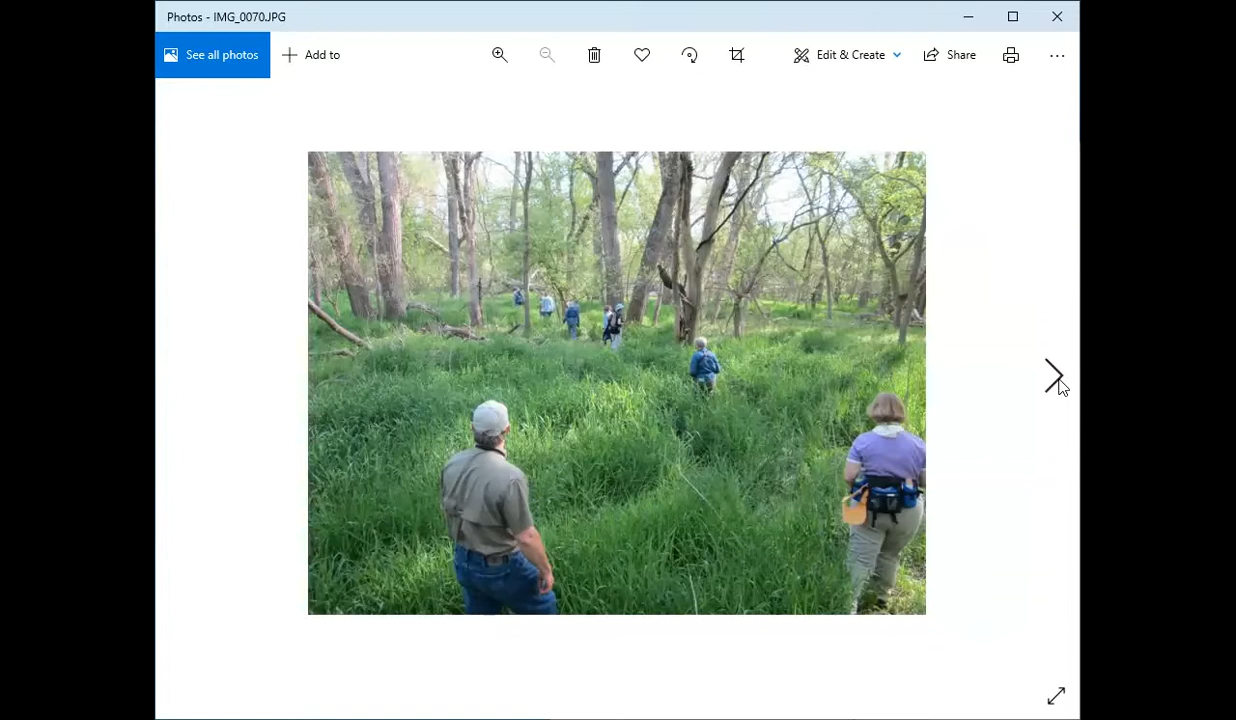 Photos - IMG_0070.JPG
See all photos
Add to
Edit & Create
Share